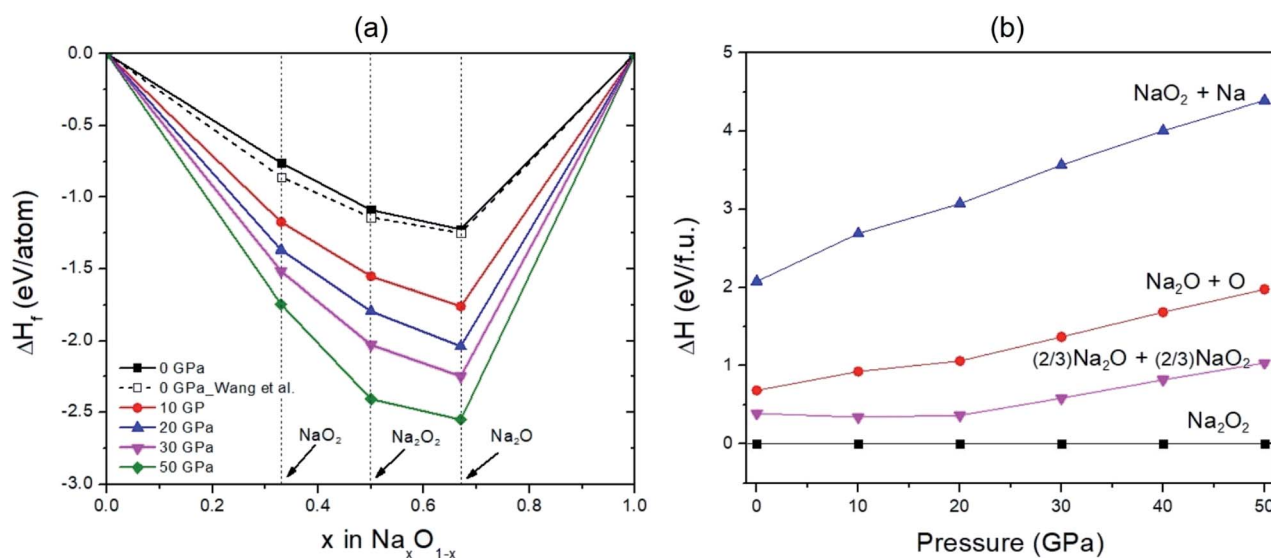 (a)
0.0
-0.5
-1.0
-1.5
-2.0
-2.5
-3.0
ΔH_f (eV/atom)
0 GPa
0 GPa_Wang et al.
10 GP
20 GPa
30 GPa
50 GPa
NaO₂
Na₂O₂
Na₂O
0.0 0.2 0.4 0.6 0.8 1.0
x in NaₓO₁₋ₓ
(b)
5
4
3
2
1
0
ΔH (eV/f.u.)
NaO₂ + Na
Na₂O + O
(2/3)Na₂O + (2/3)NaO₂
Na₂O₂
0 10 20 30 40 50
Pressure (GPa)